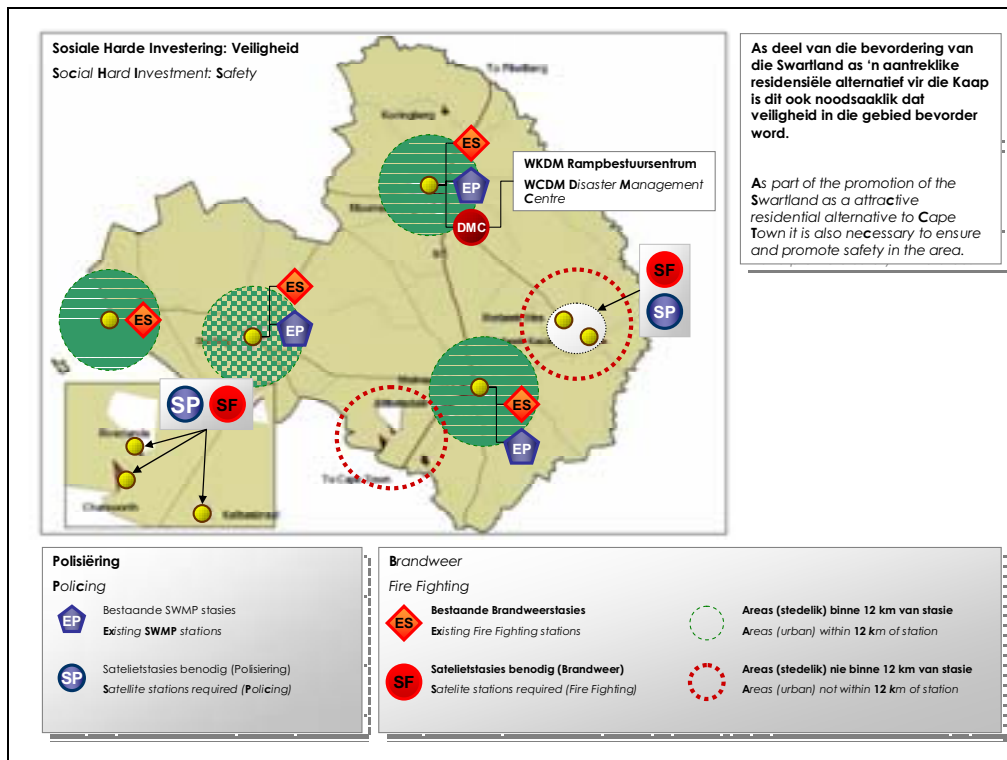 Sosiale Harde Investering: Veiligheid
Social Hard Investment: Safety
To Piketberg
Koringberg
ES
EP
DMC
WKDM Rampbestuursentrum
WCDM Disaster Management
Centre
SF
SP
ES
ES
EP
ES
EP
SP
SF
To Cape Town
Riverlands
Chatsworth
Kalbaskraal
As deel van die bevordering van
die Swartland as ‘n aantreklike
residensiële alternatief vir die Kaap
is dit ook noodsaaklik dat
veiligheid in die gebied bevorder
word.
As part of the promotion of the
Swartland as a attractive
residential alternative to Cape
Town it is also necessary to ensure
and promote safety in the area.
Polisiëring
Policing
EP
Bestaande SWMP stasies
Existing SWMP stations
SP
Satelietstasies benodig (Polisiering)
Satellite stations required (Policing)
Brandweer
Fire Fighting
ES
Bestaande Brandweerstasies
Existing Fire Fighting stations
SF
Satelietstasies benodig (Brandweer)
Satelite stations required (Fire Fighting)
Areas (stedelik) binne 12 km van stasie
Areas (urban) within 12 km of station
Areas (stedelik) nie binne 12 km van stasie
Areas (urban) not within 12 km of station